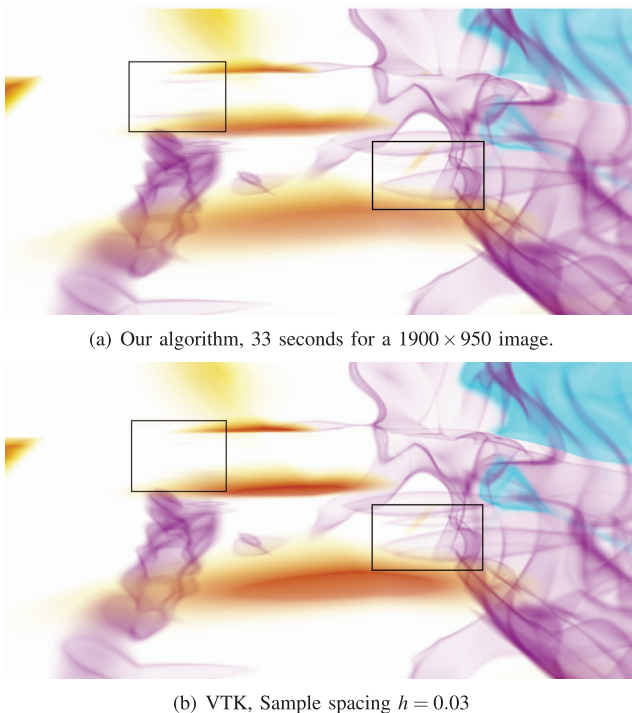 (a) Our algorithm, 33 seconds for a 1900 × 950 image.
(b) VTK, Sample spacing h = 0.03